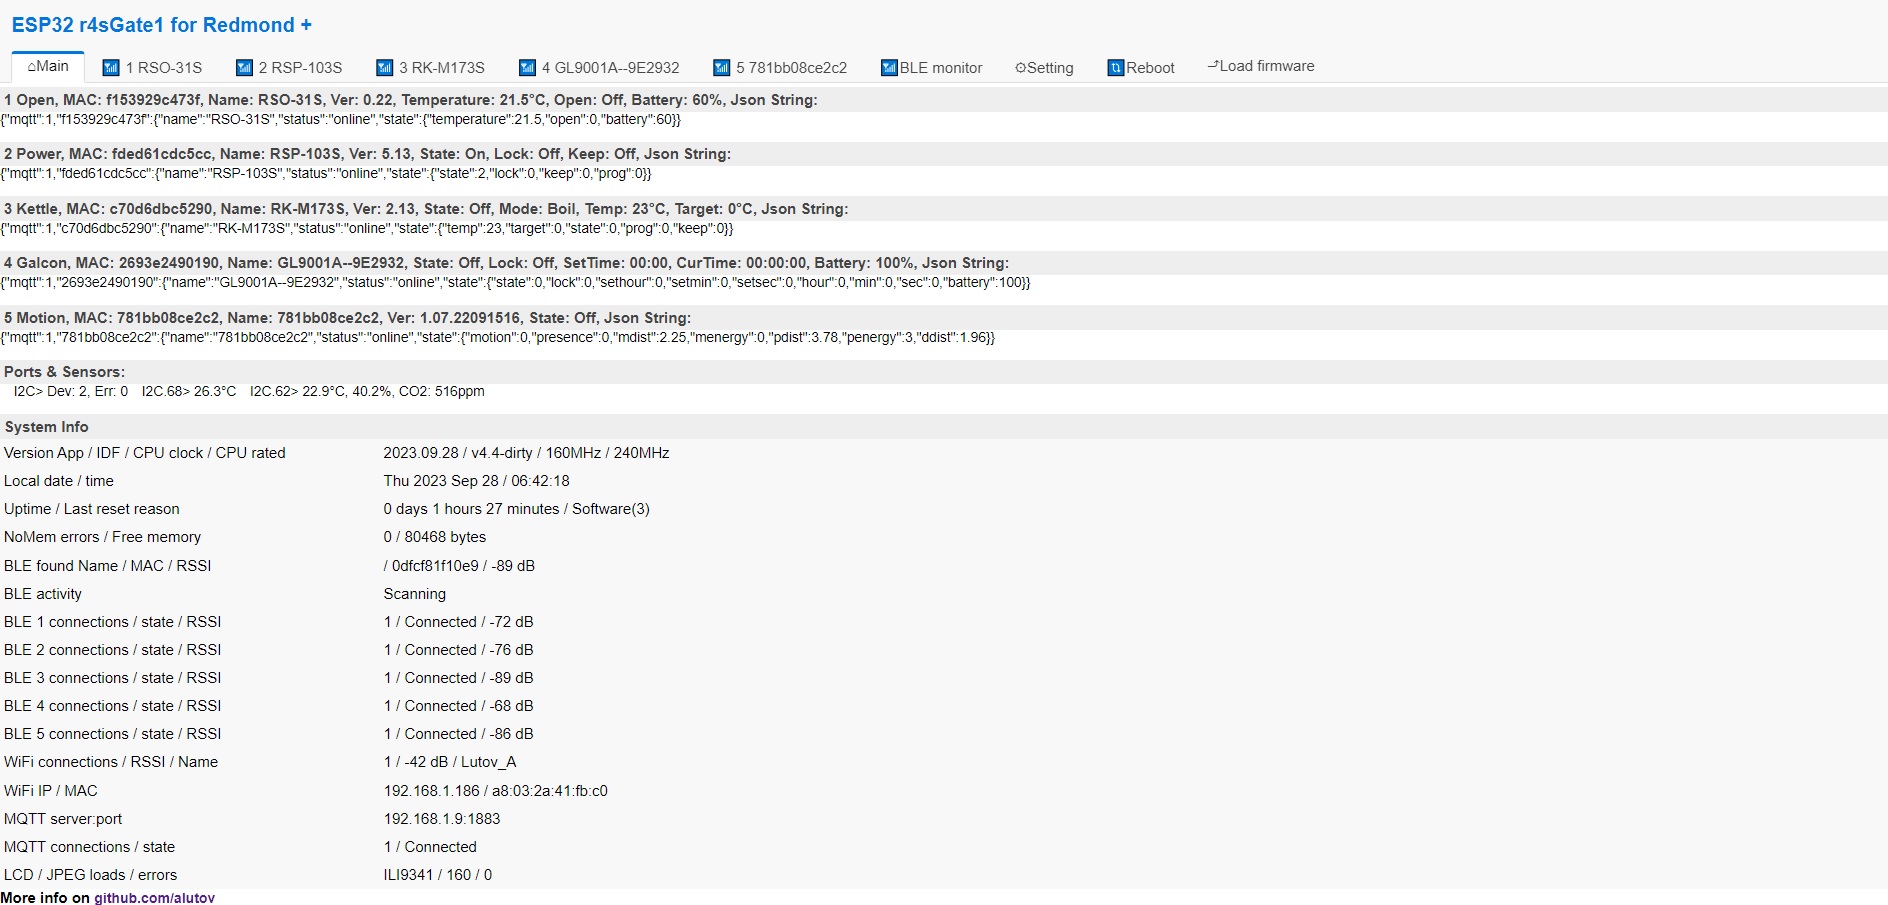 ESP32 r4sGate1 for Redmond +
⌂Main 📶 1 RSO-31S 📶 2 RSP-103S 📶 3 RK-M173S 📶 4 GL9001A--9E2932 📶 5 781bb08ce2c2 📶BLE monitor ⚙Setting 🔃Reboot ⮥Load firmware
1 Open, MAC: f153929c473f, Name: RSO-31S, Ver: 0.22, Temperature: 21.5°C, Open: Off, Battery: 60%, Json String:
{"mqtt":1,"f153929c473f":{"name":"RSO-31S","status":"online","state":{"temperature":21.5,"open":0,"battery":60}}
2 Power, MAC: fded61cdc5cc, Name: RSP-103S, Ver: 5.13, State: On, Lock: Off, Keep: Off, Json String:
{"mqtt":1,"fded61cdc5cc":{"name":"RSP-103S","status":"online","state":{"state":2,"lock":0,"keep":0,"prog":0}}
3 Kettle, MAC: c70d6dbc5290, Name: RK-M173S, Ver: 2.13, State: Off, Mode: Boil, Temp: 23°C, Target: 0°C, Json String:
{"mqtt":1,"c70d6dbc5290":{"name":"RK-M173S","status":"online","state":{"temp":23,"target":0,"state":0,"prog":0,"keep":0}}
4 Galcon, MAC: 2693e2490190, Name: GL9001A--9E2932, State: Off, Lock: Off, SetTime: 00:00, CurTime: 00:00:00, Battery: 100%, Json String:
{"mqtt":1,"2693e2490190":{"name":"GL9001A--9E2932","status":"online","state":{"state":0,"lock":0,"sethour":0,"setmin":0,"setsec":0,"hour":0,"min":0,"sec":0,"battery":100}}
5 Motion, MAC: 781bb08ce2c2, Name: 781bb08ce2c2, Ver: 1.07.22091516, State: Off, Json String:
{"mqtt":1,"781bb08ce2c2":{"name":"781bb08ce2c2","status":"online","state":{"motion":0,"presence":0,"mdist":2.25,"menergy":0,"pdist":3.78,"penergy":3,"ddist":1.96}}
Ports & Sensors:
I2C> Dev: 2, Err: 0 I2C.68> 26.3°C I2C.62> 22.9°C, 40.2%, CO2: 516ppm
System Info
Version App / IDF / CPU clock / CPU rated 2023.09.28 / v4.4-dirty / 160MHz / 240MHz
Local date / time Thu 2023 Sep 28 / 06:42:18
Uptime / Last reset reason 0 days 1 hours 27 minutes / Software(3)
NoMem errors / Free memory 0 / 80468 bytes
BLE found Name / MAC / RSSI / 0dfcf81f10e9 / -89 dB
BLE activity Scanning
BLE 1 connections / state / RSSI 1 / Connected / -72 dB
BLE 2 connections / state / RSSI 1 / Connected / -76 dB
BLE 3 connections / state / RSSI 1 / Connected / -89 dB
BLE 4 connections / state / RSSI 1 / Connected / -68 dB
BLE 5 connections / state / RSSI 1 / Connected / -86 dB
WiFi connections / RSSI / Name 1 / -42 dB / Lutov_A
WiFi IP / MAC 192.168.1.186 / a8:03:2a:41:fb:c0
MQTT server:port 192.168.1.9:1883
MQTT connections / state 1 / Connected
LCD / JPEG loads / errors ILI9341 / 160 / 0
More info on github.com/alutov